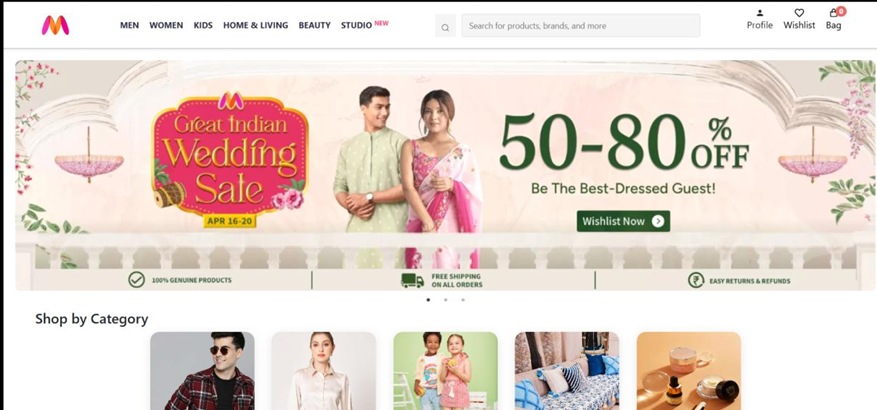 MEN WOMEN KIDS HOME & LIVING BEAUTY STUDIO NEW
Search for products, brands, and more
Profile Wishlist Bag
0
Great Indian
Wedding
Sale
APR 16-20
50-80% OFF
Be The Best-Dressed Guest!
Wishlist Now
100% GENUINE PRODUCTS
FREE SHIPPING
ON ALL ORDERS
₹ EASY RETURNS & REFUNDS
Shop by Category